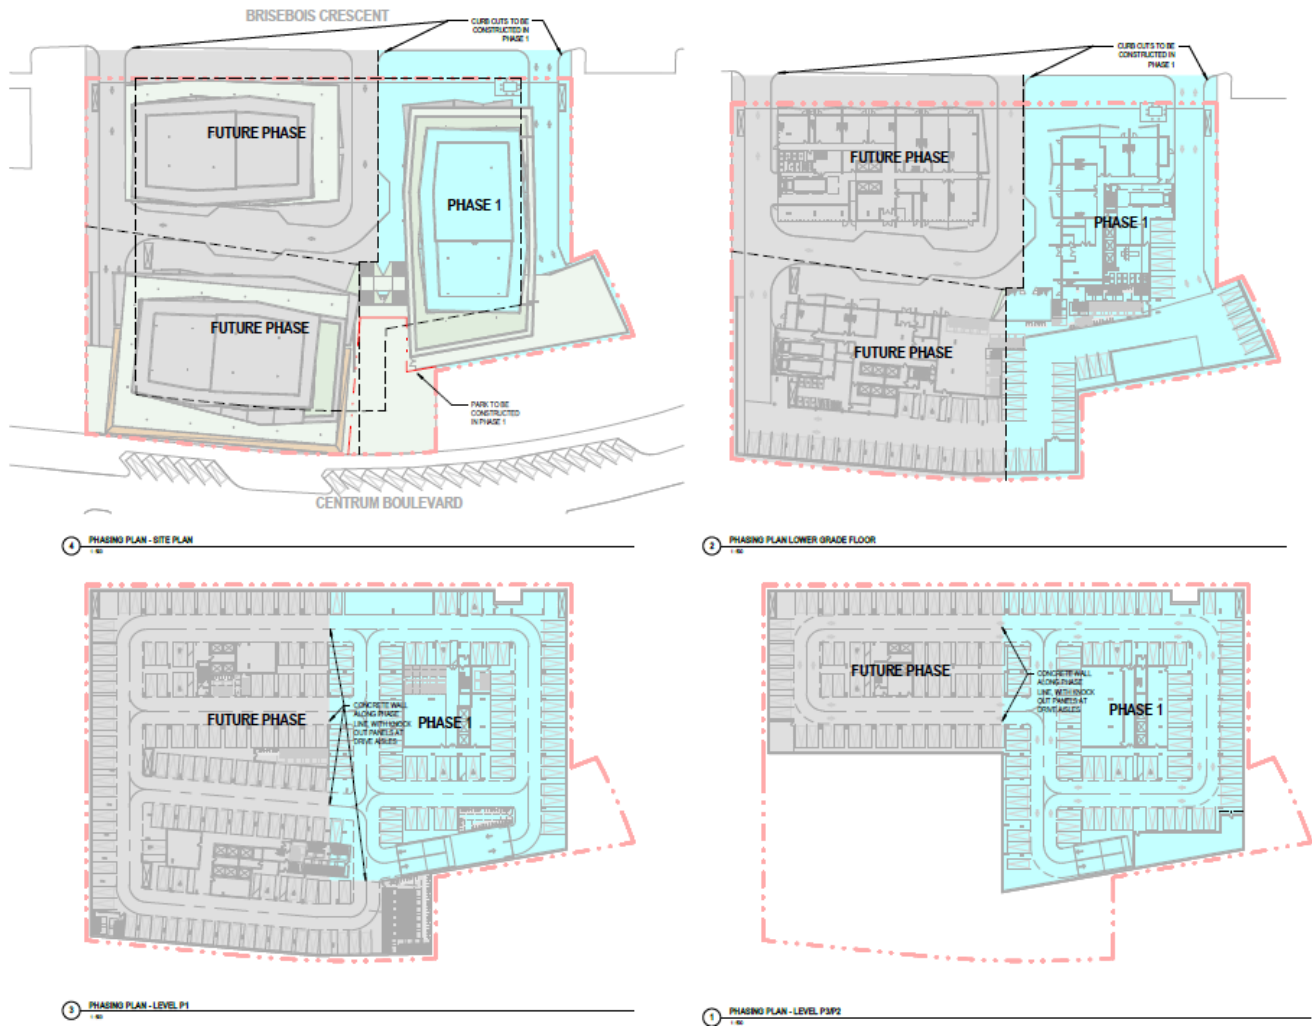 BRISEBOIS CRESCENT
CURB CUTS TO BE
CONSTRUCTED IN
PHASE 1
FUTURE PHASE
PHASE 1
FUTURE PHASE
PARK TO BE
CONSTRUCTED
IN PHASE 1
CENTRUM BOULEVARD
4 PHASING PLAN - SITE PLAN
CURB CUTS TO BE
CONSTRUCTED IN
PHASE 1
FUTURE PHASE
PHASE 1
FUTURE PHASE
2 PHASING PLAN LOWER GRADE FLOOR
FUTURE PHASE
CONCRETE WALL
ALONG PHASE
LINE, WITH KNOCK
OUT PANELS AT
DRIVE AISLES
PHASE 1
3 PHASING PLAN - LEVEL P1
FUTURE PHASE
CONCRETE WALL
ALONG PHASE
LINE, WITH KNOCK
OUT PANELS AT
DRIVE AISLES
PHASE 1
1 PHASING PLAN - LEVEL P3/P2